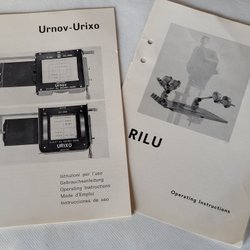 Urnov-Urixo
URIXO
Istruzioni per l'uso
Gebrauchsanleitung
Operating Instructions
Mode d'Emploi
Instrucciones de uso
RILU
Operating Instructions